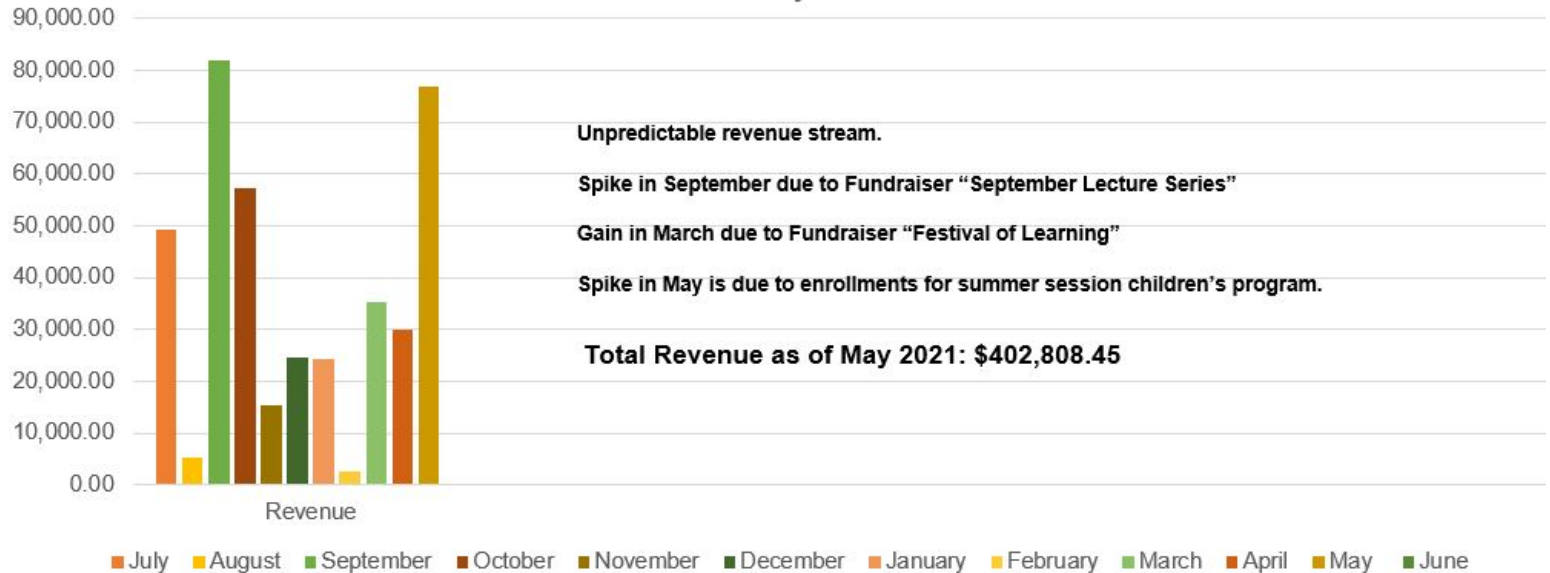 90,000.00
80,000.00
70,000.00
60,000.00
50,000.00
40,000.00
30,000.00
20,000.00
10,000.00
0.00
Unpredictable revenue stream.
Spike in September due to Fundraiser “September Lecture Series”
Gain in March due to Fundraiser “Festival of Learning”
Spike in May is due to enrollments for summer session children’s program.
Total Revenue as of May 2021: $402,808.45
Revenue
July August September October November December January February March April May June